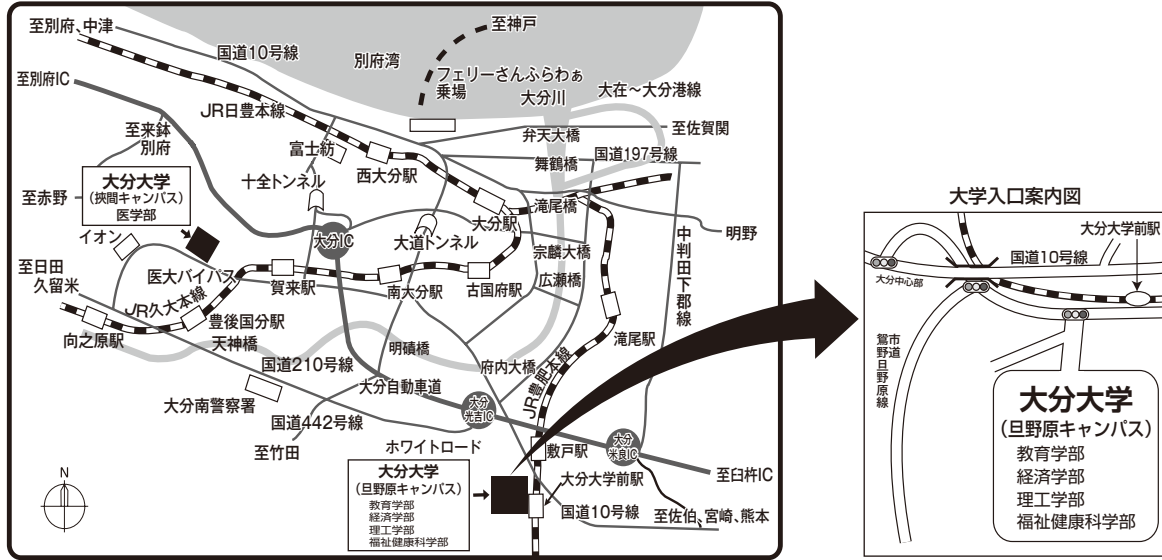 至別府、中津
国道10号線
至神戸
別府湾
至別府IC
フェリーさんふらわぁ
乗場
大分川
大在〜大分港線
JR日豊本線
至来鉢
別府
富士紡
弁天大橋
至佐賀関
舞鶴橋
国道197号線
大分大学
(挾間キャンパス)
医学部
至赤野
十全トンネル
西大分駅
大分駅
滝尾橋
イオン
大分IC
大道トンネル
宗麟大橋
明野
中判田下郡線
至日田
久留米
医大バイパス
賀来駅
南大分駅
古国府駅
広瀬橋
JR久大本線
豊後国分駅
向之原駅
天神橋
明磧橋
滝尾駅
国道210号線
府内大橋
JR豊肥本線
大分自動車道
大分南警察署
国道442号線
大分
光吉IC
至竹田
ホワイトロード
敷戸駅
大分
米良IC
至臼杵IC
大分大学
(旦野原キャンパス)
教育学部
経済学部
理工学部
福祉健康科学部
大分大学前駅
国道10号線
至佐伯、宮崎、熊本
N
大学入口案内図
大分大学前駅
国道10号線
大分中心部
市道
鴛野旦野原線
大分大学
(旦野原キャンパス)
教育学部
経済学部
理工学部
福祉健康科学部